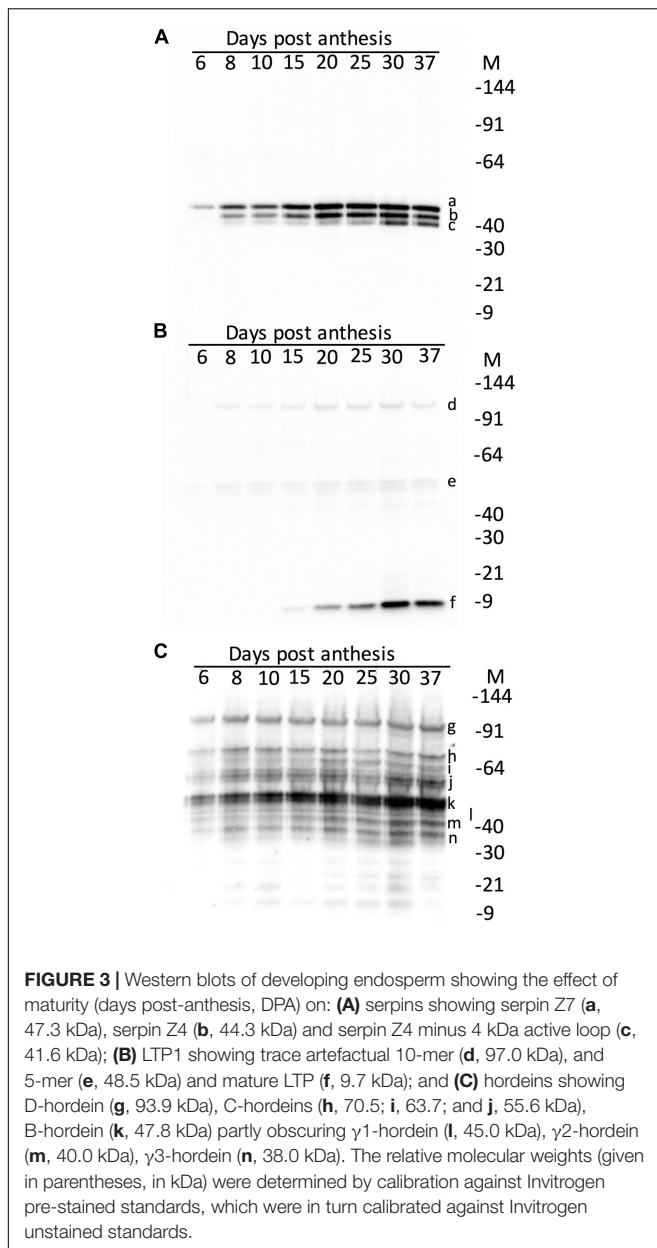 A
Days post anthesis
6 8 10 15 20 25 30 37 M
-144
-91
-64
a
b
-40
c
-30
-21
-9
B
Days post anthesis
6 8 10 15 20 25 30 37 M
-144
d
-91
-64
e
-40
-30
-21
f -9
C
Days post anthesis
6 8 10 15 20 25 30 37 M
-144
g -91
h
i -64
j
k
l
m -40
n
-30
-21
-9
FIGURE 3 | Western blots of developing endosperm showing the effect of
maturity (days post-anthesis, DPA) on: (A) serpins showing serpin Z7 (a,
47.3 kDa), serpin Z4 (b, 44.3 kDa) and serpin Z4 minus 4 kDa active loop (c,
41.6 kDa); (B) LTP1 showing trace artefactual 10-mer (d, 97.0 kDa), and
5-mer (e, 48.5 kDa) and mature LTP (f, 9.7 kDa); and (C) hordeins showing
D-hordein (g, 93.9 kDa), C-hordeins (h, 70.5; i, 63.7; and j, 55.6 kDa),
B-hordein (k, 47.8 kDa) partly obscuring γ1-hordein (l, 45.0 kDa), γ2-hordein
(m, 40.0 kDa), γ3-hordein (n, 38.0 kDa). The relative molecular weights (given
in parentheses, in kDa) were determined by calibration against Invitrogen
pre-stained standards, which were in turn calibrated against Invitrogen
unstained standards.